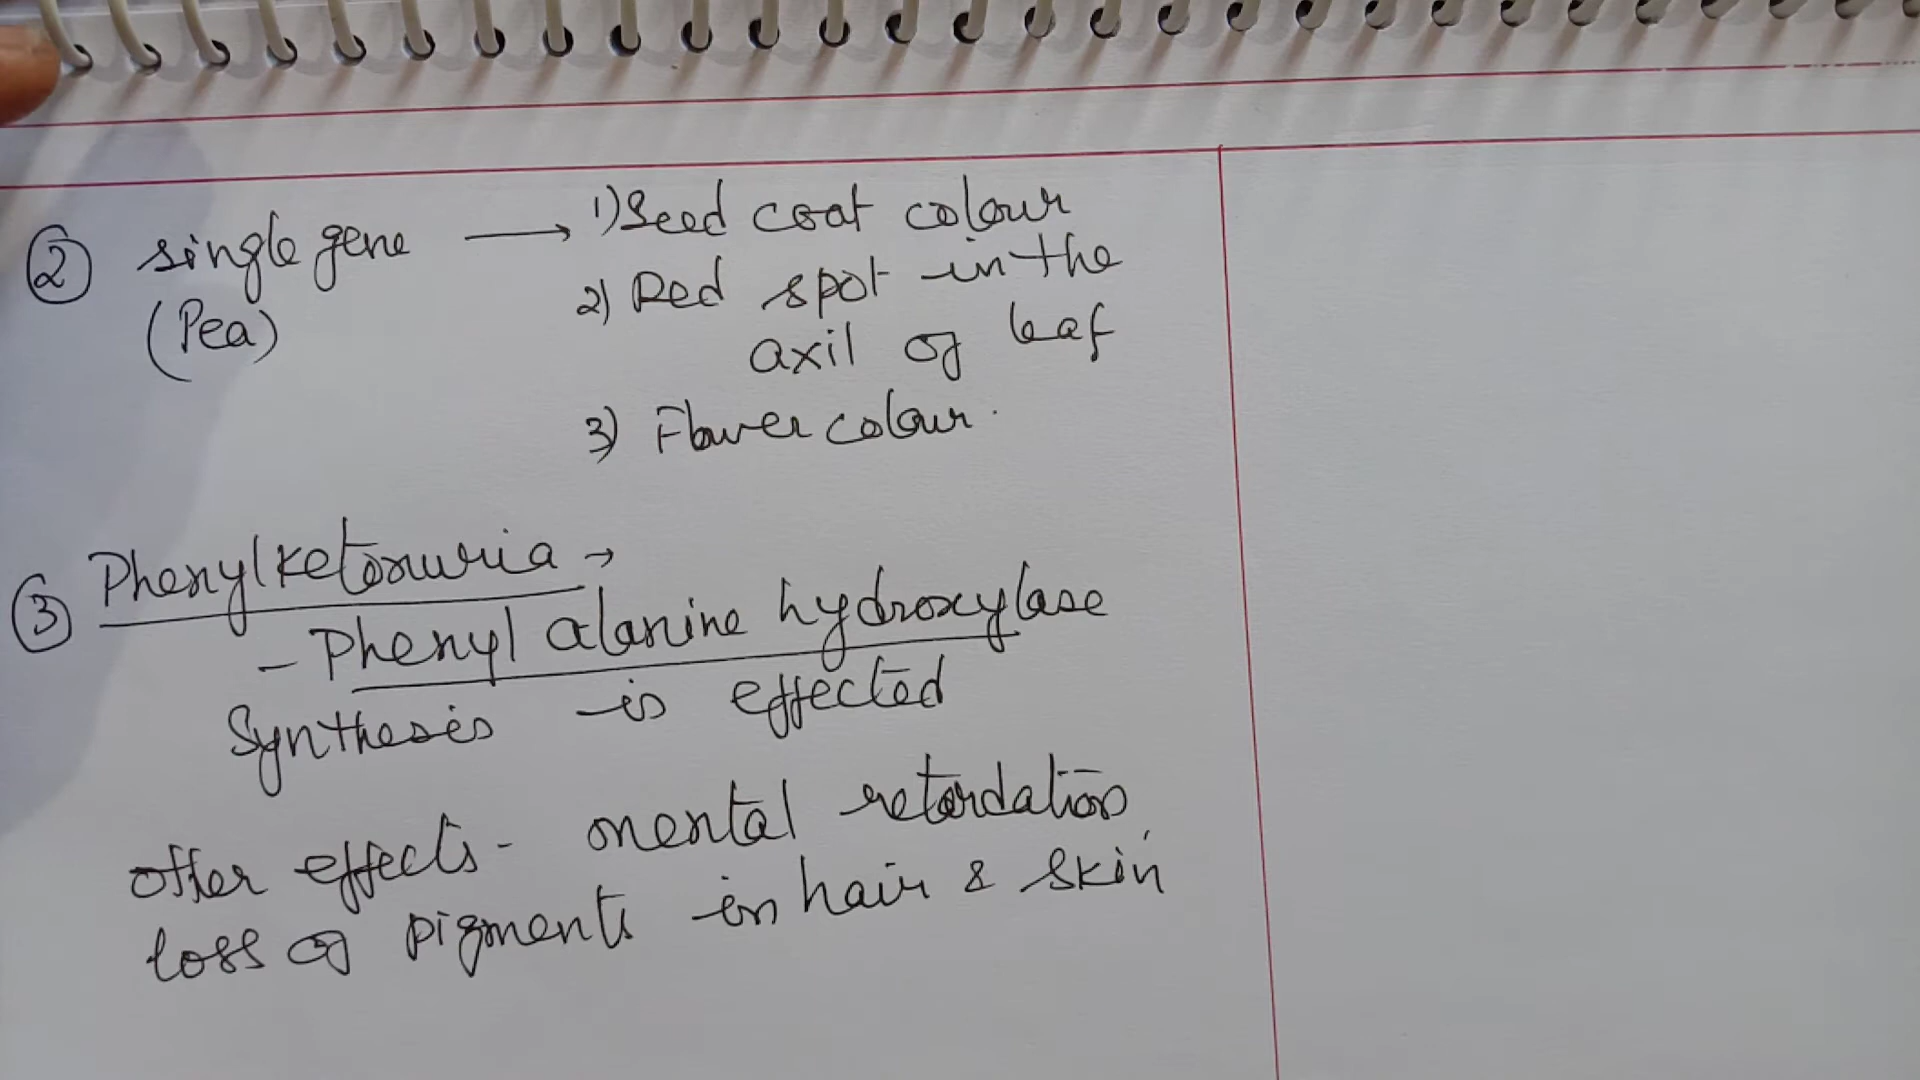 ② single gene → 1) Seed coat colour
(Pea)
2) Red spot in the
axil of leaf
3) Flower colour.
③ Phenylketonuria →
- Phenyl alanine hydroxylase
Synthesis is effected
other effects - mental retardation,
loss of pigments in hair & skin